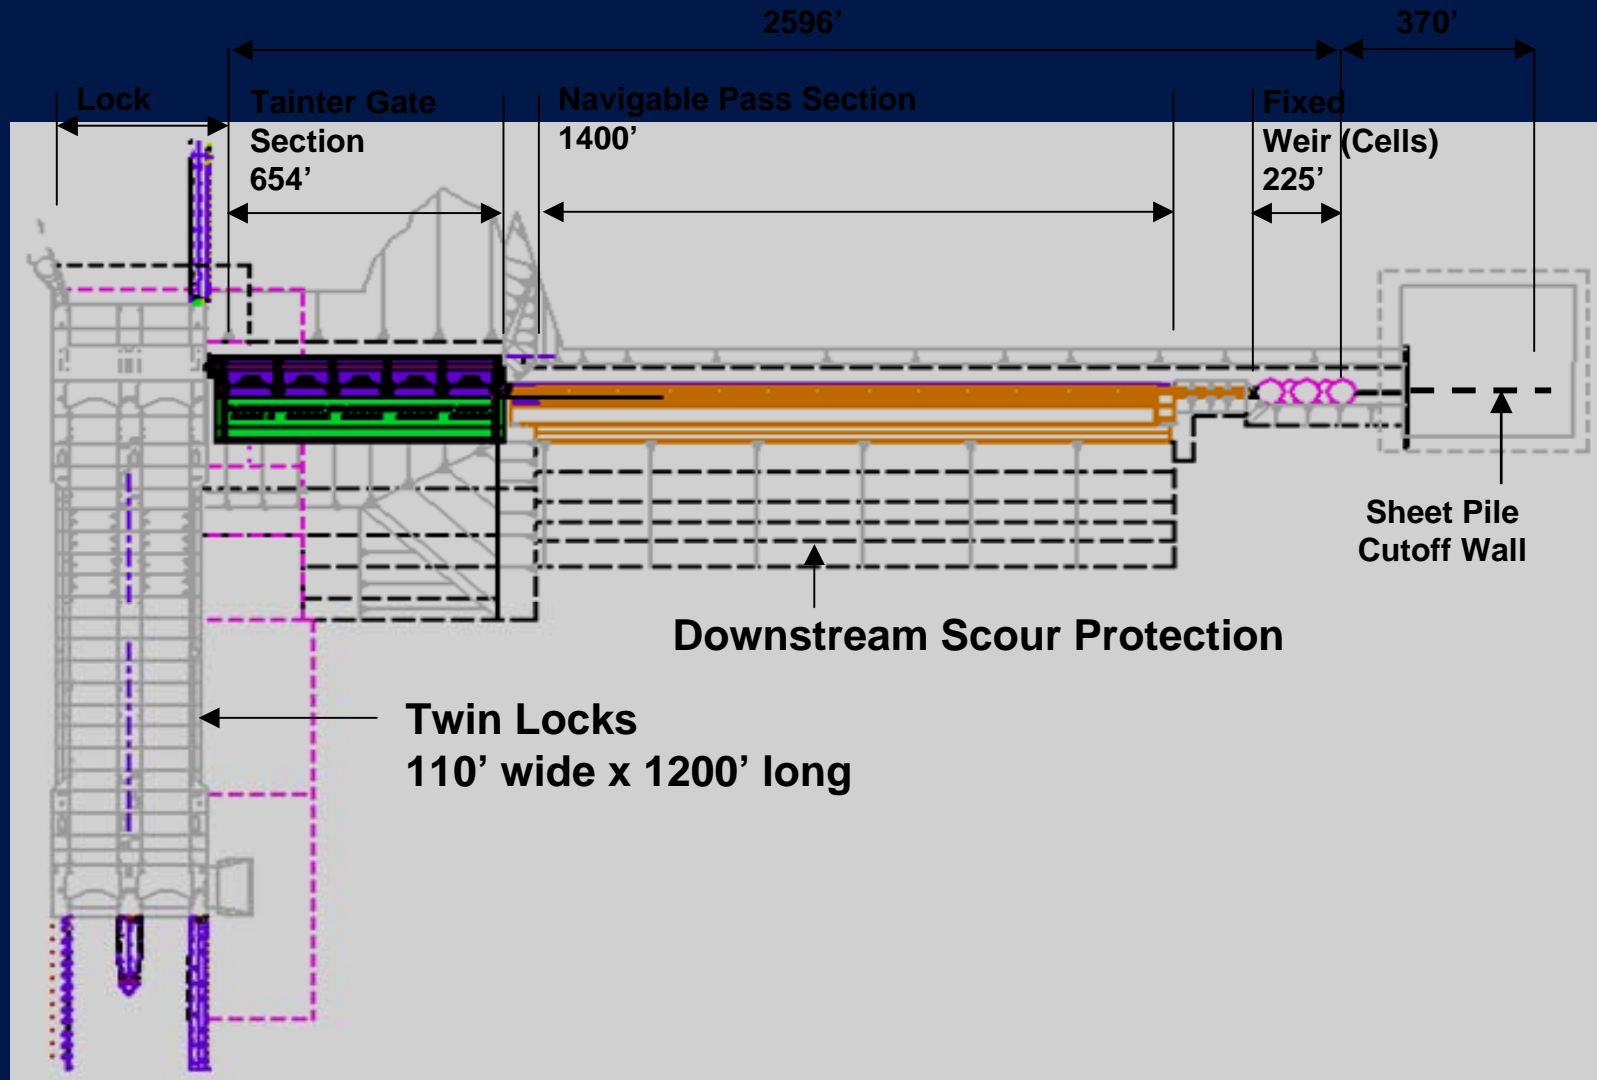 2596’
370’
Lock
Tainter Gate
Section
654’
Navigable Pass Section
1400’
Fixed
Weir (Cells)
225’
Sheet Pile
Cutoff Wall
Downstream Scour Protection
Twin Locks
110’ wide x 1200’ long